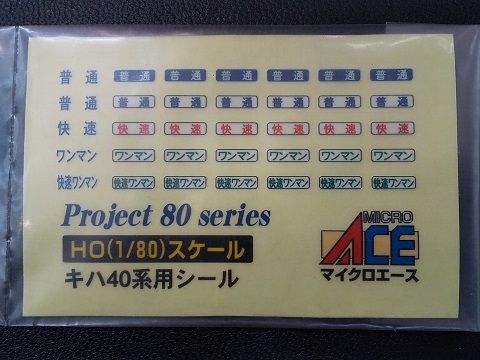 普通 普通 普通 普通 普通 普通 普通
普通 普通 普通 普通 普通 普通 普通
快速 快速 快速 快速 快速 快速 快速
ワンマン ワンマン ワンマン ワンマン ワンマン ワンマン ワンマン
快速ワンマン 快速ワンマン 快速ワンマン 快速ワンマン 快速ワンマン 快速ワンマン 快速ワンマン
Project 80 series
HO(1/80)スケール
キハ40系用シール
MICRO
ACE
マイクロエース